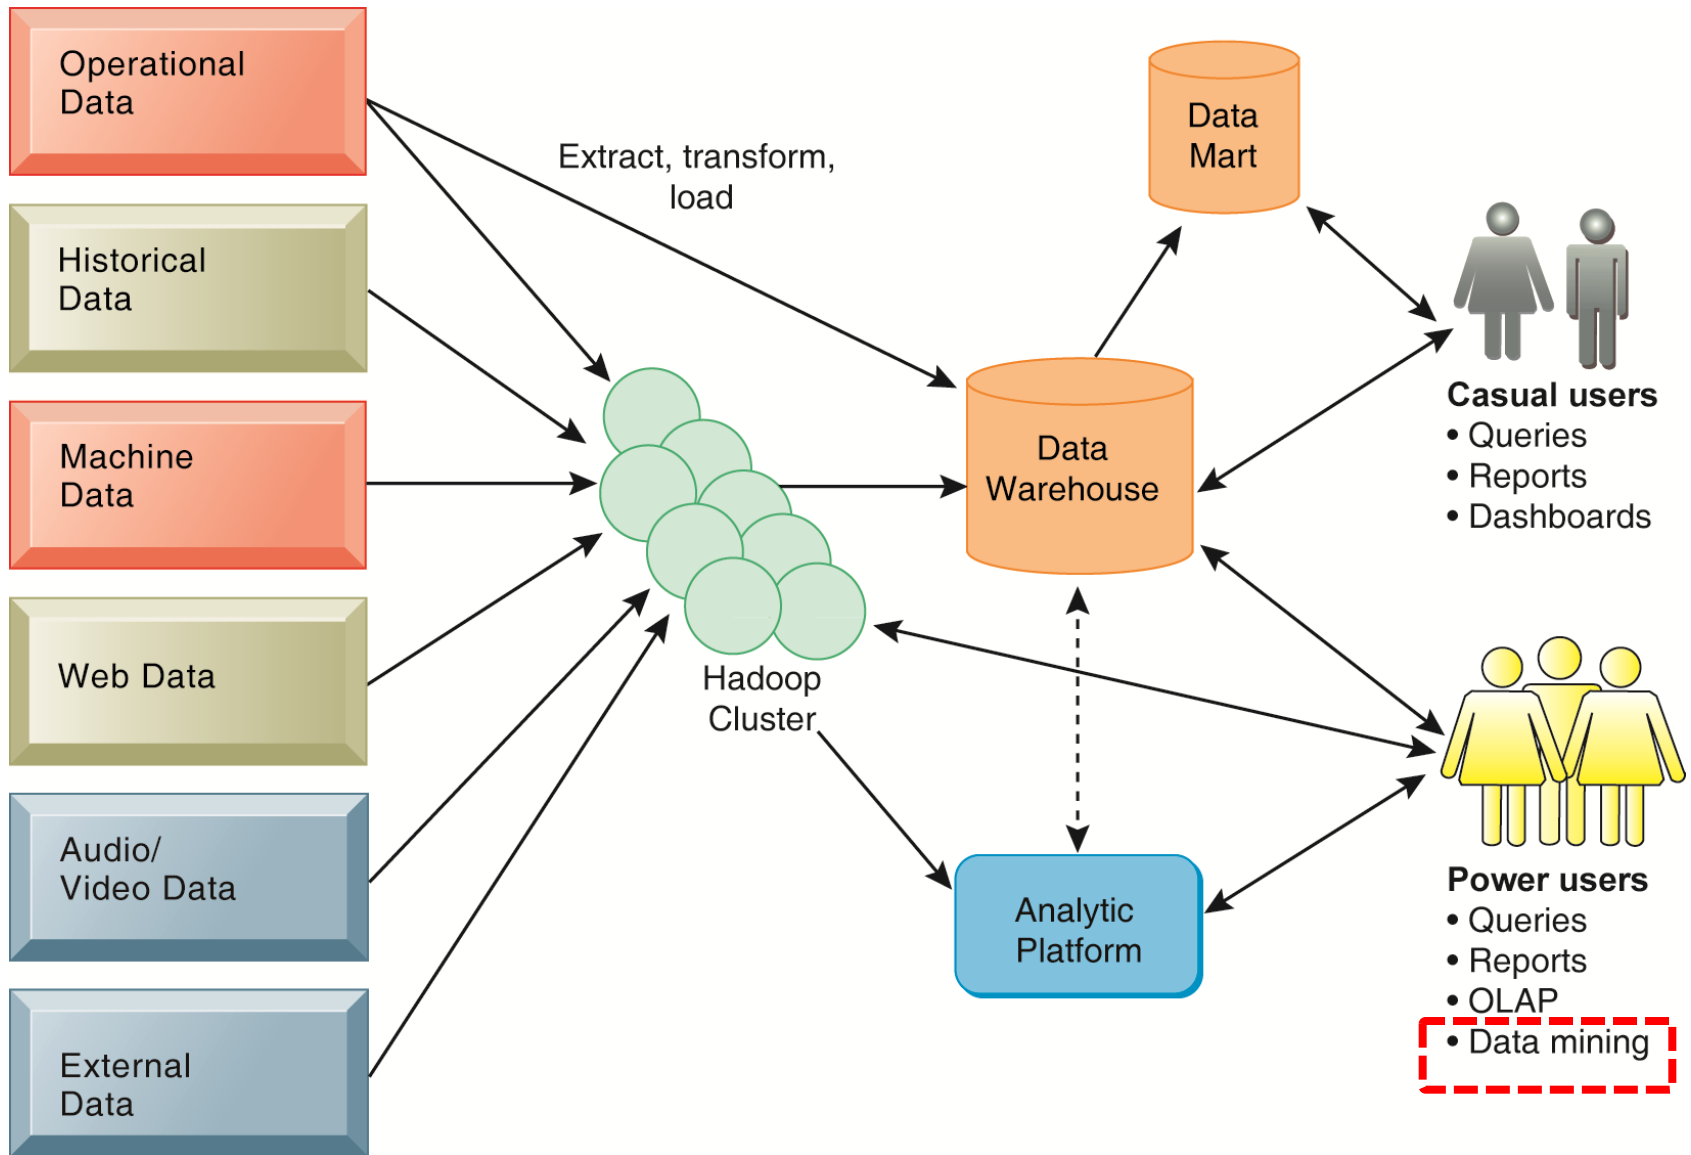 Operational
Data
Historical
Data
Machine
Data
Web Data
Audio/
Video Data
External
Data
Extract, transform,
load
Hadoop
Cluster
Data
Mart
Data
Warehouse
Analytic
Platform
Casual users
• Queries
• Reports
• Dashboards
Power users
• Queries
• Reports
• OLAP
• Data mining